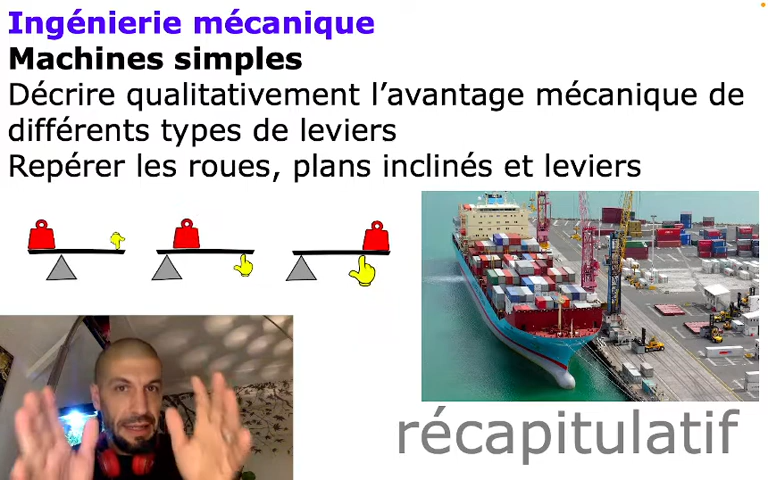 Ingénierie mécanique
Machines simples
Décrire qualitativement l’avantage mécanique de
différents types de leviers
Repérer les roues, plans inclinés et leviers
récapitulatif